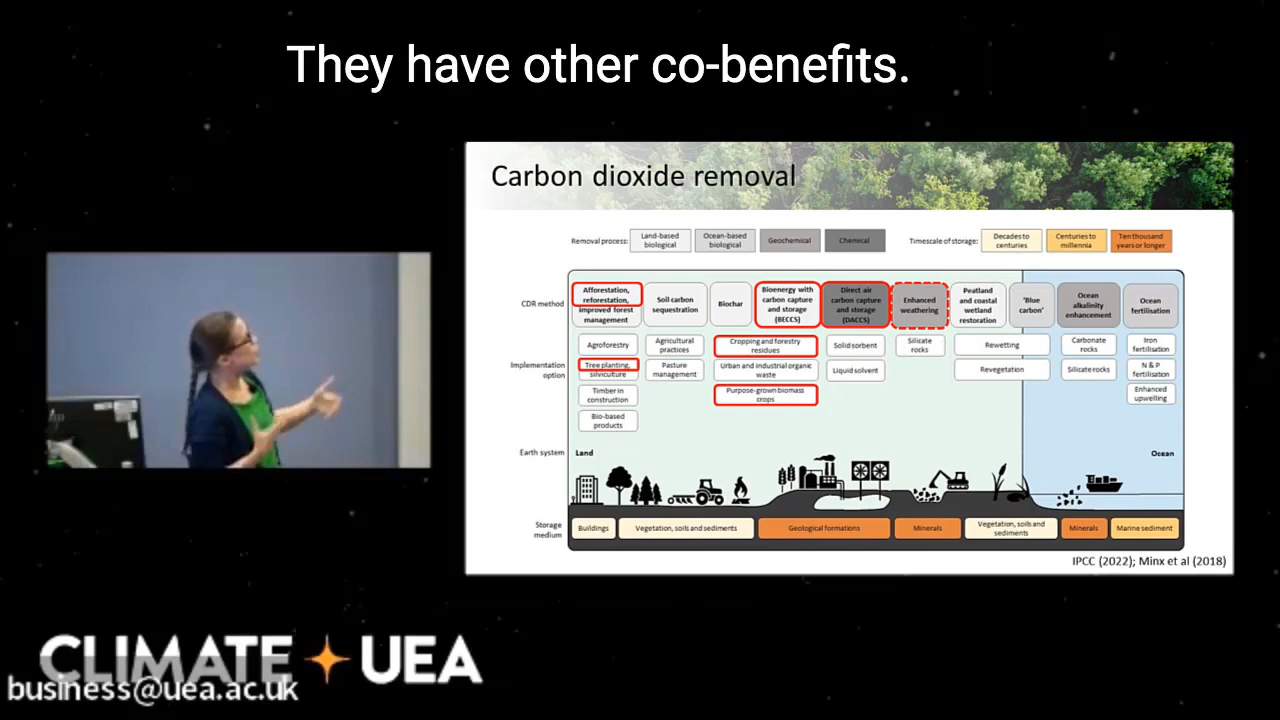 They have other co-benefits.
Carbon dioxide removal
Removal process:
Land-based
biological
Ocean-based
biological
Geochemical
Chemical
Timescale of storage:
Decades to
centuries
Centuries to
millennia
Ten thousand
years or longer
CDR method
Afforestation,
reforestation,
improved forest
management
Soil carbon
sequestration
Biochar
Bioenergy with
carbon capture
and storage
(BECCS)
Direct air
carbon capture
and storage
(DACCS)
Enhanced
weathering
Peatland
and coastal
wetland
restoration
'Blue
carbon'
Ocean
alkalinity
enhancement
Ocean
fertilisation
Implementation
option
Agroforestry
Tree planting,
silviculture
Timber in
construction
Bio-based
products
Agricultural
practices
Pasture
management
Cropping and forestry
residues
Urban and industrial organic
waste
Purpose-grown biomass
crops
Solid sorbent
Liquid solvent
Silicate
rocks
Rewetting
Revegetation
Carbonate
rocks
Silicate rocks
Iron
fertilisation
N & P
fertilisation
Enhanced
upwelling
Earth system
Land
Ocean
Storage
medium
Buildings
Vegetation, soils and sediments
Geological formations
Minerals
Vegetation, soils and
sediments
Minerals
Marine sediment
IPCC (2022); Minx et al (2018)
CLIMATE UEA
business@uea.ac.uk